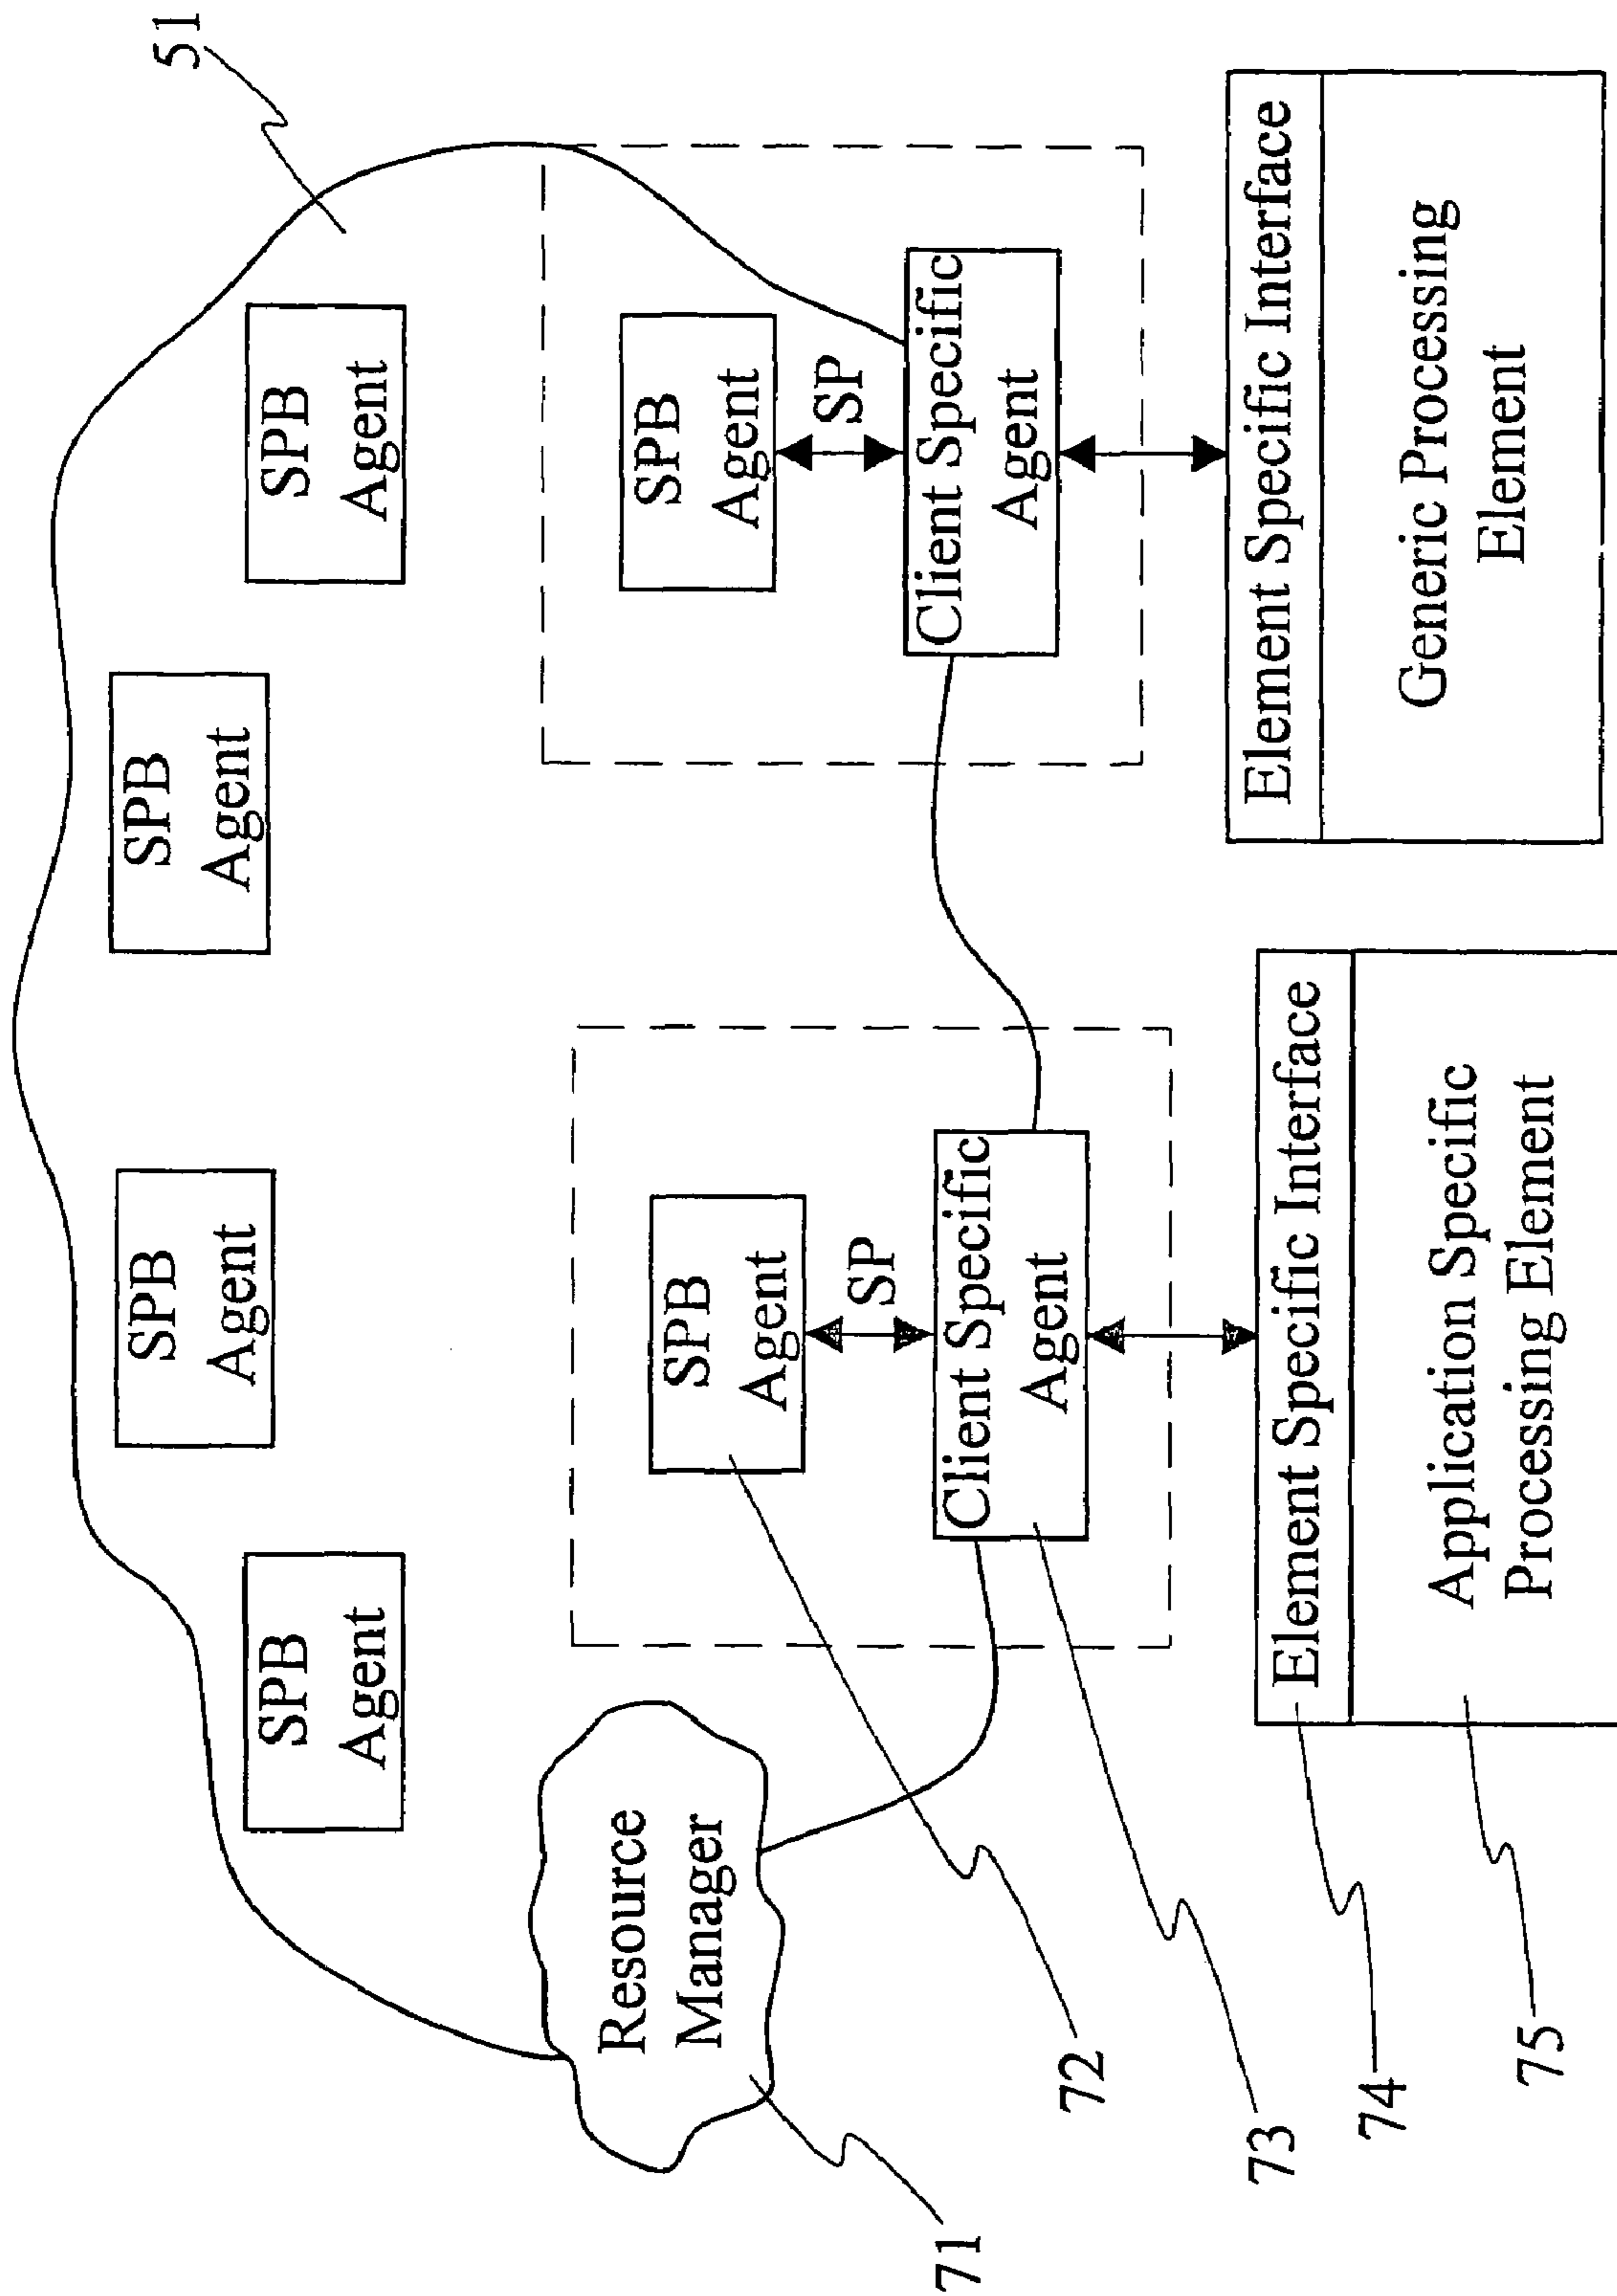 51
SPB
Agent
SPB
Agent
SPB
Agent
SPB
Agent
Resource
Manager
SPB
Agent
SP
Client Specific
Agent
SPB
Agent
SP
Client Specific
Agent
Element Specific Interface
Application Specific
Processing Element
Element Specific Interface
Generic Processing
Element
71
72
73
74
75